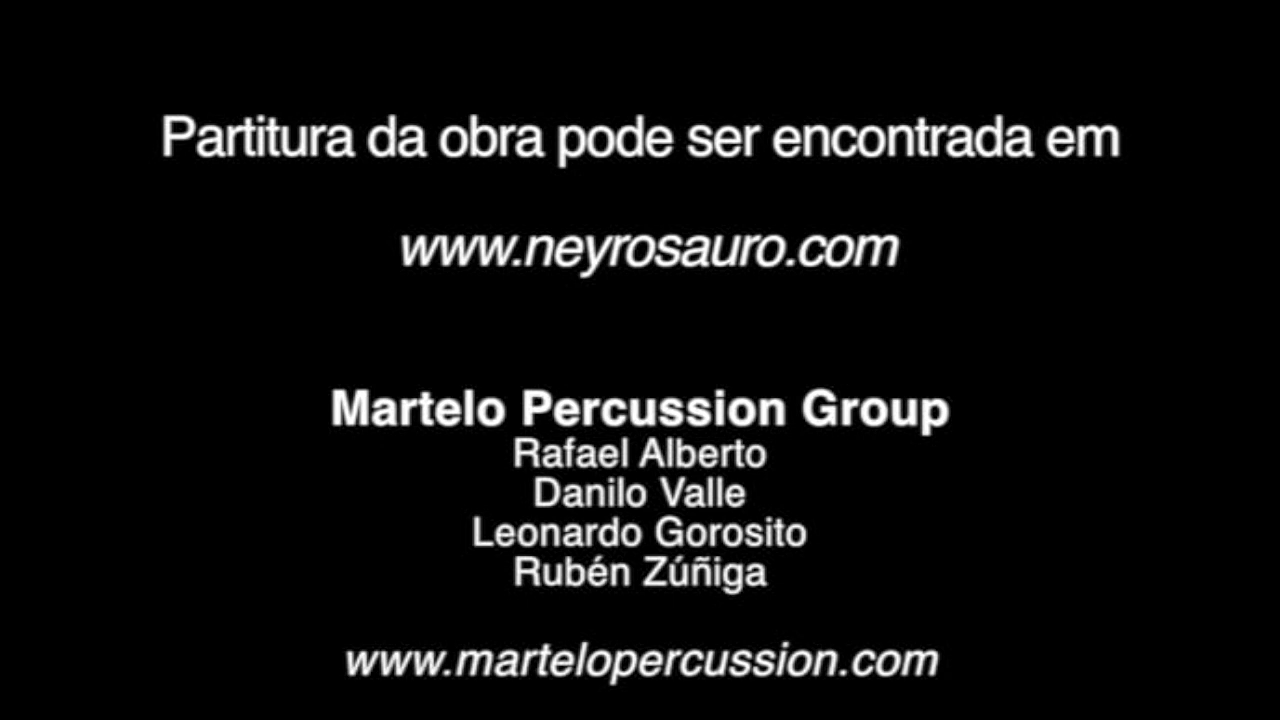 Partitura da obra pode ser encontrada em
www.neyrosauro.com
Martelo Percussion Group
Rafael Alberto
Danilo Valle
Leonardo Gorosito
Rubén Zúñiga
www.martelopercussion.com